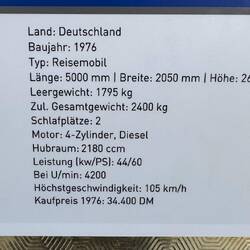 Land: Deutschland
Baujahr: 1976
Typ: Reisemobil
Länge: 5000 mm | Breite: 2050 mm | Höhe: 26
Leergewicht: 1795 kg
Zul. Gesamtgewicht: 2400 kg
Schlafplätze: 2
Motor: 4-Zylinder, Diesel
Hubraum: 2180 ccm
Leistung (kw/PS): 44/60
Bei U/min: 4200
Höchstgeschwindigkeit: 105 km/h
Kaufpreis 1976: 34.400 DM